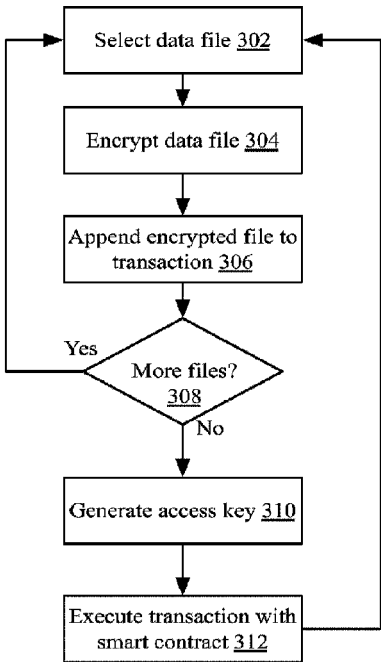 Select data file 302
Encrypt data file 304
Append encrypted file to
transaction 306
Yes
More files?
308
No
Generate access key 310
Execute transaction with
smart contract 312